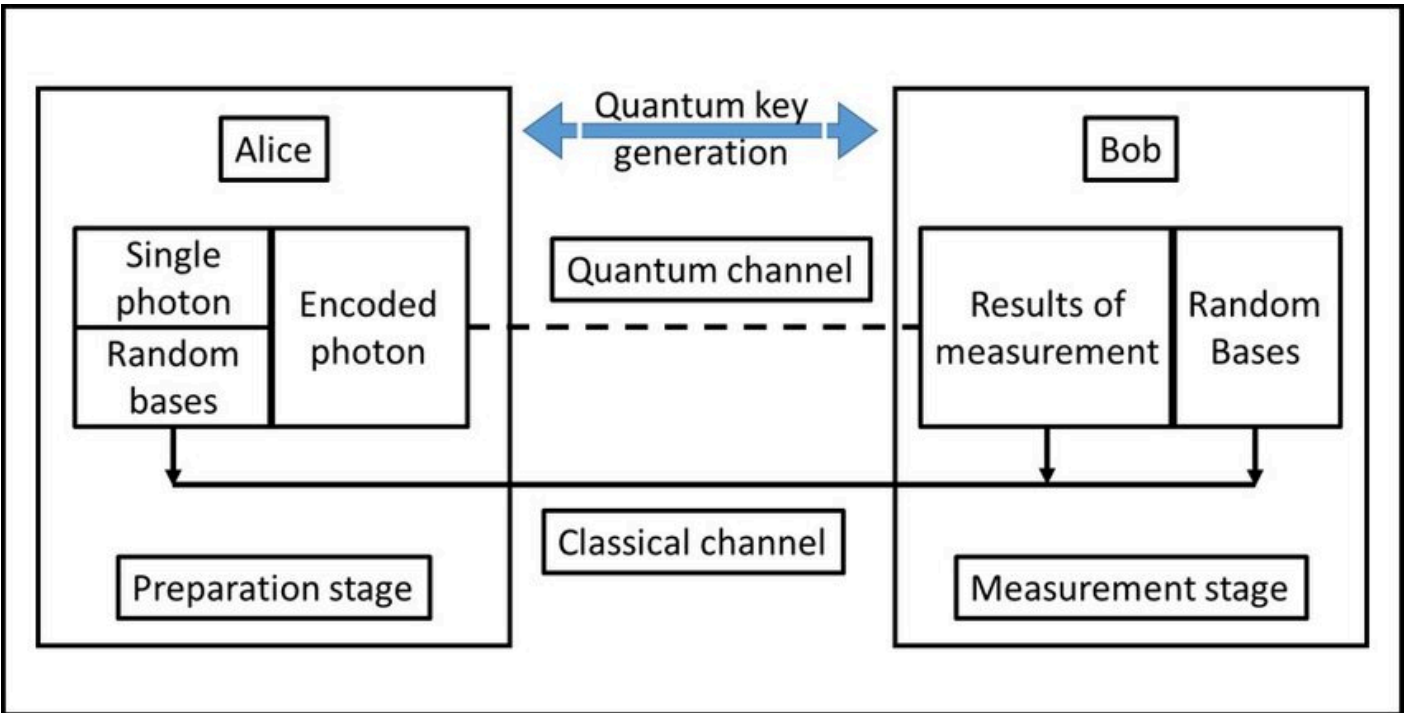 Alice
Quantum key
generation
Bob
Single
photon
Random
bases
Encoded
photon
Quantum channel
Results of
measurement
Random
Bases
Classical channel
Preparation stage
Measurement stage